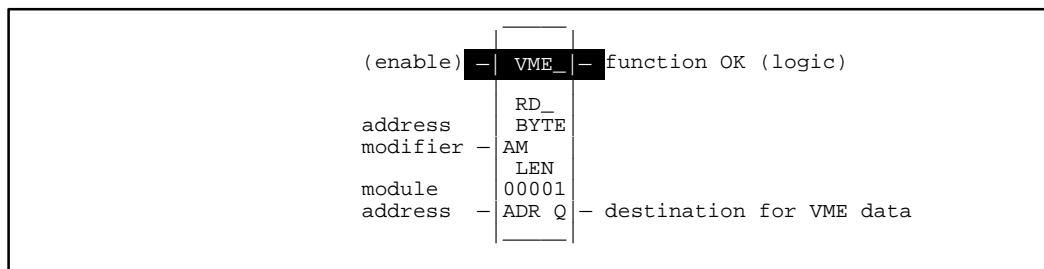 (enable) –| VME_ |– function OK (logic)
RD_
address BYTE
modifier –|AM
LEN
module 00001
address –|ADR Q|– destination for VME data